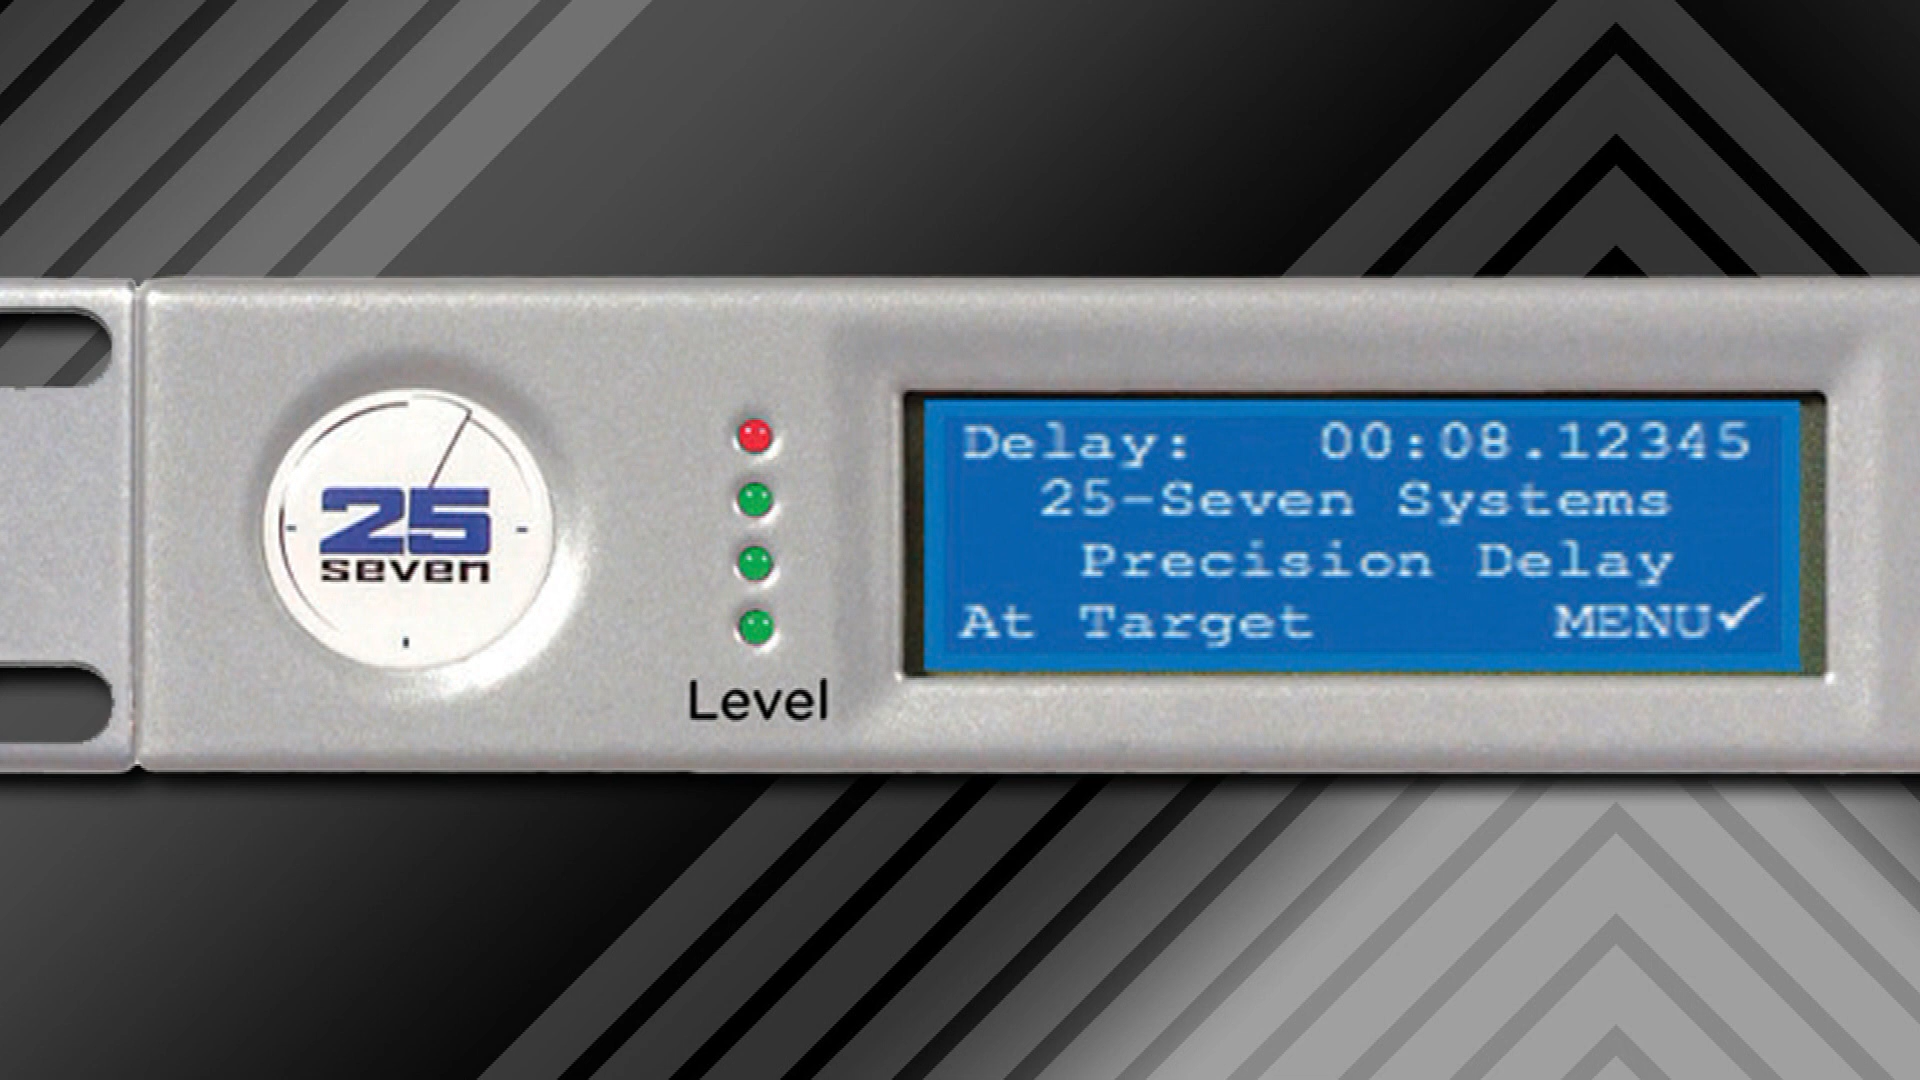 25
seven
Level
Delay: 00:08.12345
25-Seven Systems
Precision Delay
At Target MENU✓